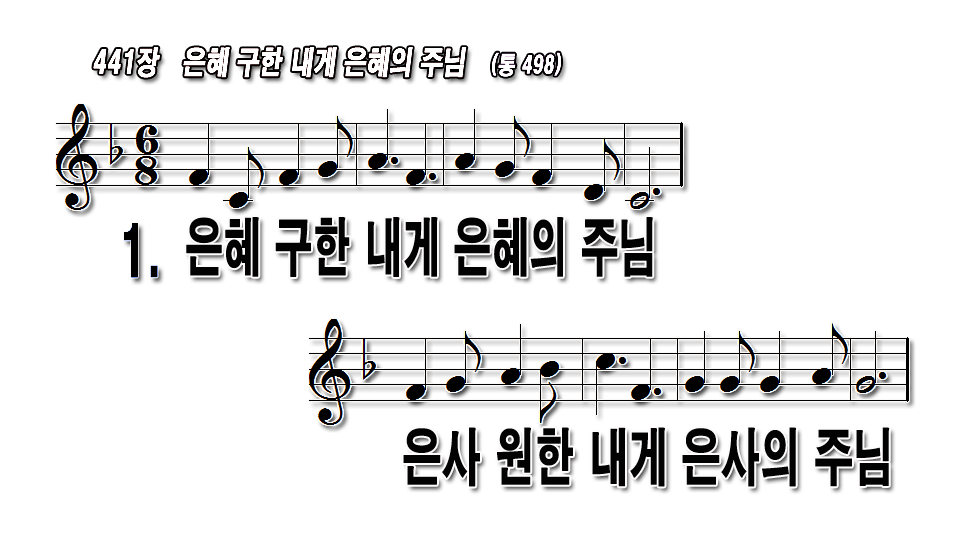 441장 은혜 구한 내게 은혜의 주님 (통 498)
6
8
1. 은혜 구한 내게 은혜의 주님
은사 원한 내게 은사의 주님